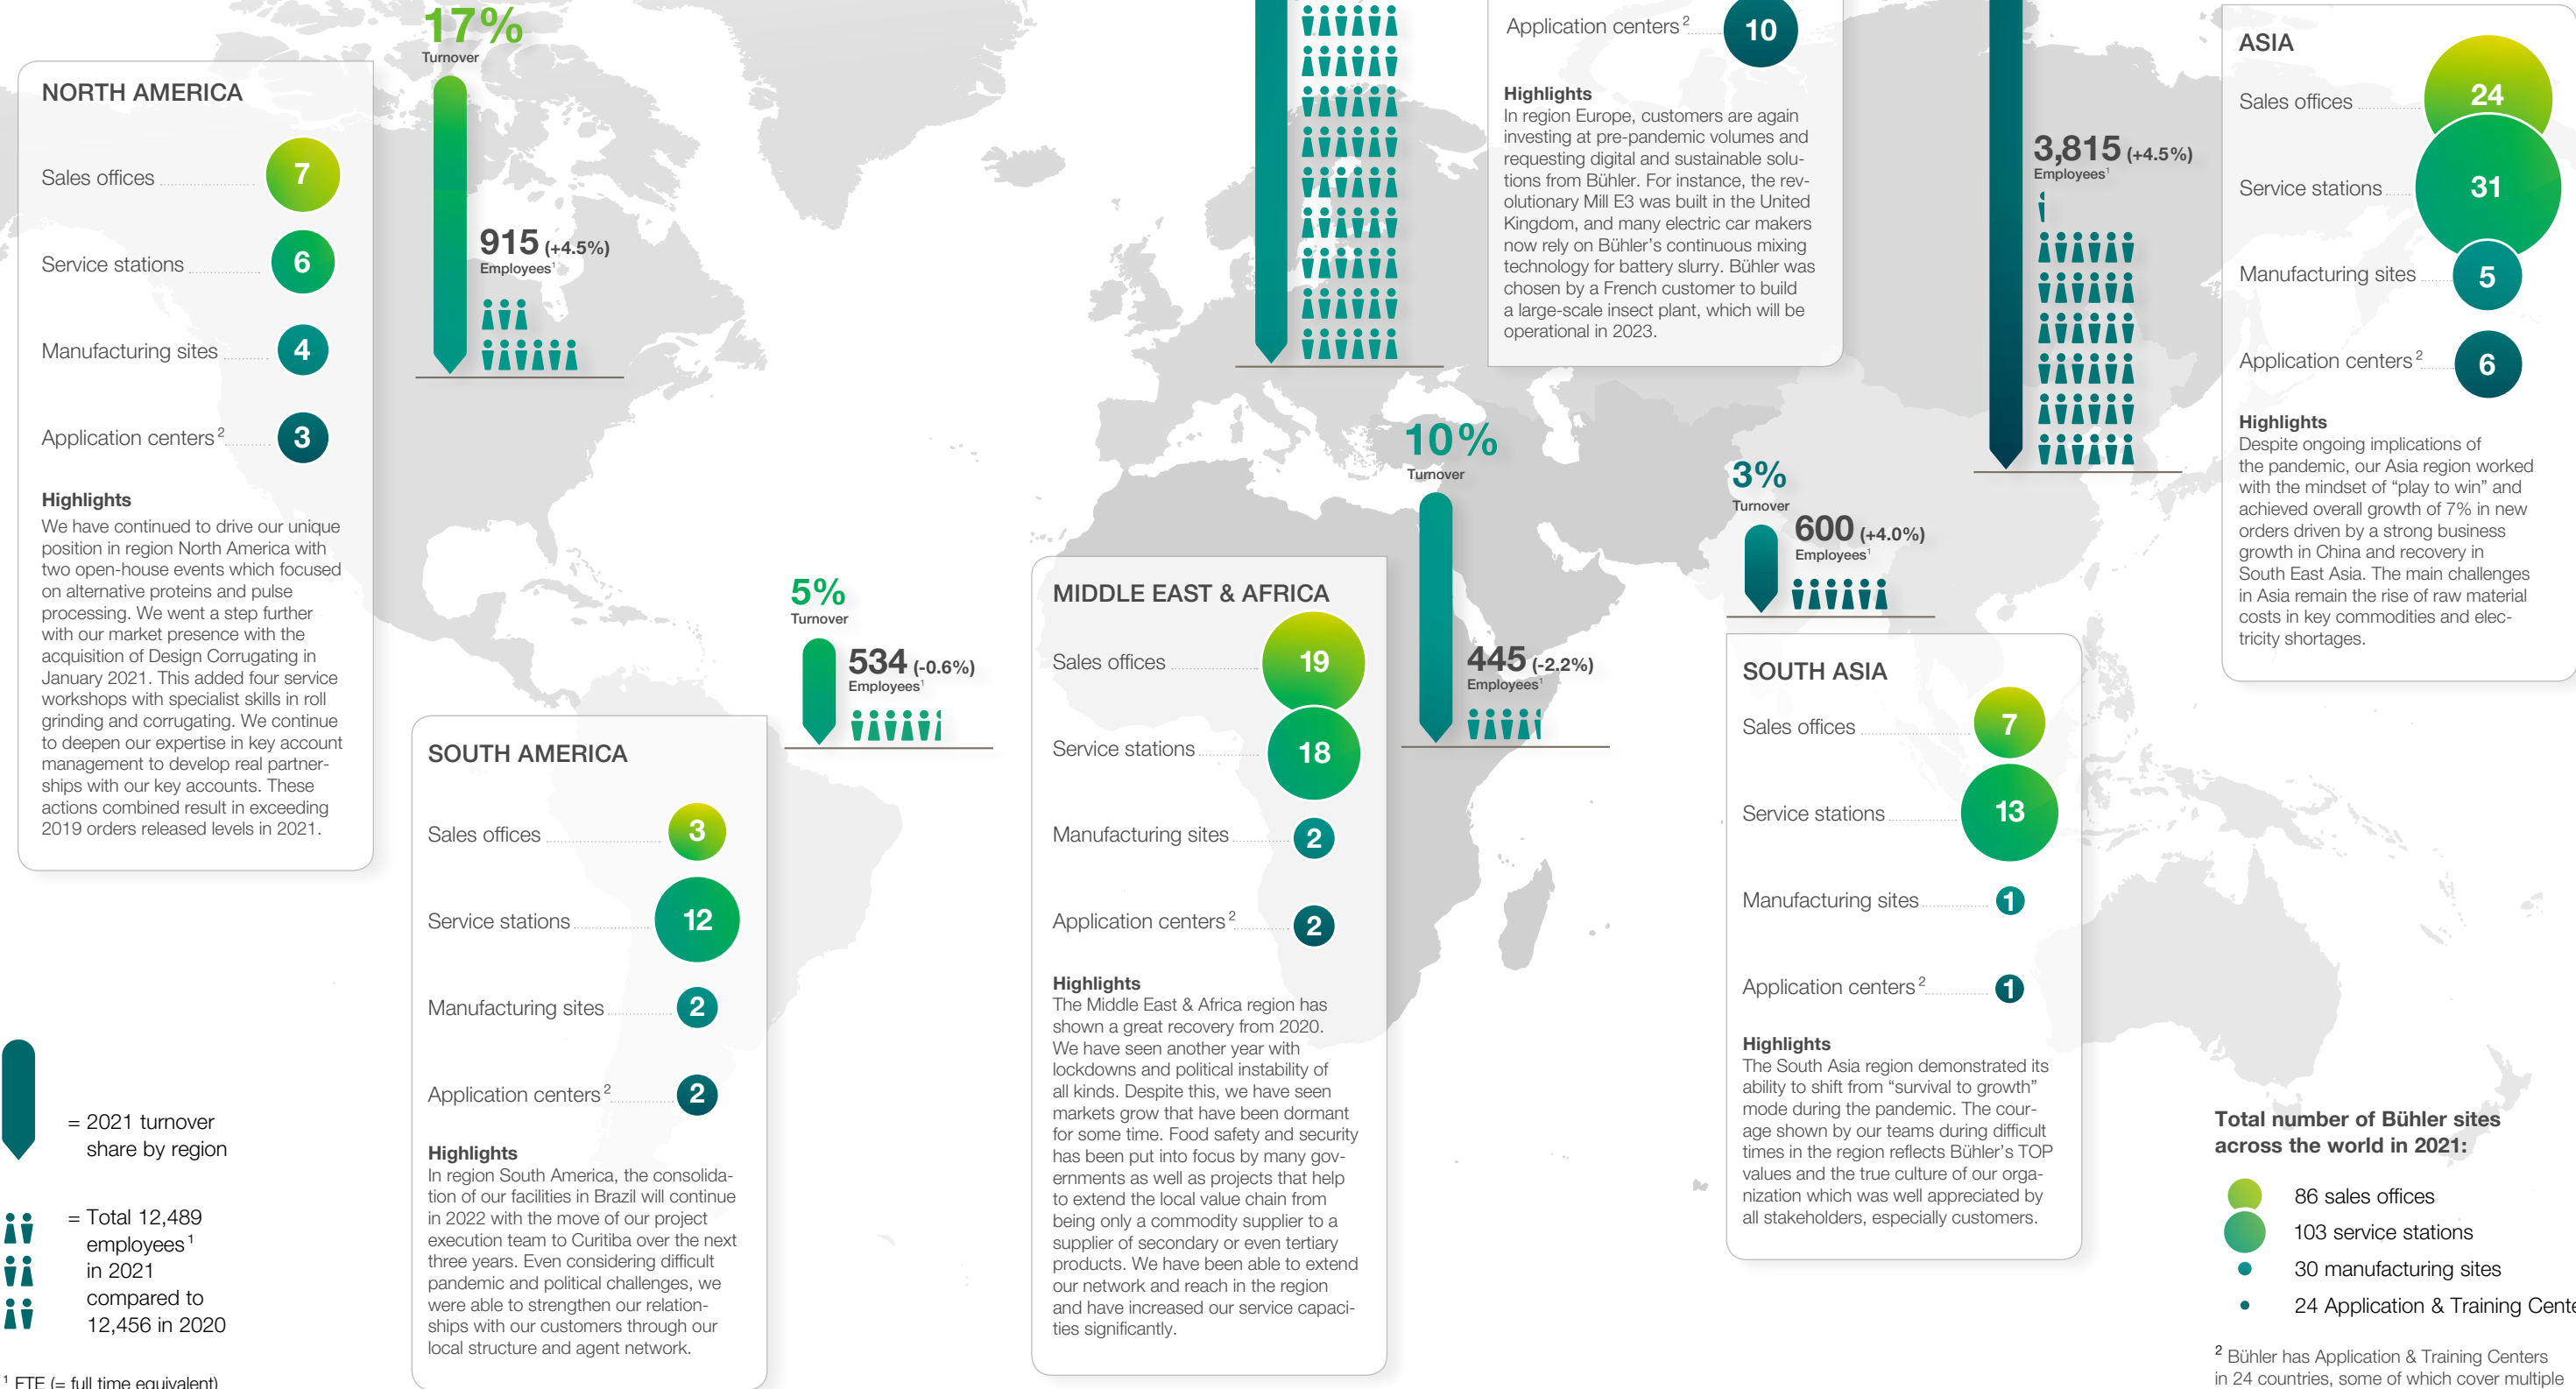 17%
Turnover
NORTH AMERICA
Sales offices 7
Service stations 6
Manufacturing sites 4
Application centers 2 3
Highlights
We have continued to drive our unique
position in region North America with
two open-house events which focused
on alternative proteins and pulse
processing. We went a step further
with our market presence with the
acquisition of Design Corrugating in
January 2021. This added four service
workshops with specialist skills in roll
grinding and corrugating. We continue
to deepen our expertise in key account
management to develop real partner-
ships with our key accounts. These
actions combined result in exceeding
2019 orders released levels in 2021.
915 (+4.5%)
Employees1
Application centers 2 10
Highlights
In region Europe, customers are again
investing at pre-pandemic volumes and
requesting digital and sustainable solu-
tions from Bühler. For instance, the rev-
olutionary Mill E3 was built in the United
Kingdom, and many electric car makers
now rely on Bühler's continuous mixing
technology for battery slurry. Bühler was
chosen by a French customer to build
a large-scale insect plant, which will be
operational in 2023.
3,815 (+4.5%)
Employees1
ASIA
Sales offices 24
Service stations 31
Manufacturing sites 5
Application centers 2 6
Highlights
Despite ongoing implications of
the pandemic, our Asia region worked
with the mindset of “play to win” and
achieved overall growth of 7% in new
orders driven by a strong business
growth in China and recovery in
South East Asia. The main challenges
in Asia remain the rise of raw material
costs in key commodities and elec-
tricity shortages.
5%
Turnover
534 (-0.6%)
Employees1
SOUTH AMERICA
Sales offices 3
Service stations 12
Manufacturing sites 2
Application centers 2 2
Highlights
In region South America, the consolida-
tion of our facilities in Brazil will continue
in 2022 with the move of our project
execution team to Curitiba over the next
three years. Even considering difficult
pandemic and political challenges, we
were able to strengthen our relation-
ships with our customers through our
local structure and agent network.
10%
Turnover
445 (-2.2%)
Employees1
MIDDLE EAST & AFRICA
Sales offices 19
Service stations 18
Manufacturing sites 2
Application centers 2 2
Highlights
The Middle East & Africa region has
shown a great recovery from 2020.
We have seen another year with
lockdowns and political instability of
all kinds. Despite this, we have seen
markets grow that have been dormant
for some time. Food safety and security
has been put into focus by many gov-
ernments as well as projects that help
to extend the local value chain from
being only a commodity supplier to a
supplier of secondary or even tertiary
products. We have been able to extend
our network and reach in the region
and have increased our service capaci-
ties significantly.
3%
Turnover
600 (+4.0%)
Employees1
SOUTH ASIA
Sales offices 7
Service stations 13
Manufacturing sites 1
Application centers 2 1
Highlights
The South Asia region demonstrated its
ability to shift from “survival to growth”
mode during the pandemic. The cour-
age shown by our teams during difficult
times in the region reflects Bühler's TOP
values and the true culture of our orga-
nization which was well appreciated by
all stakeholders, especially customers.
= 2021 turnover
share by region
= Total 12,489
employees 1
in 2021
compared to
12,456 in 2020
1 FTE (= full time equivalent)
Total number of Bühler sites
across the world in 2021:
86 sales offices
103 service stations
30 manufacturing sites
24 Application & Training
2 Bühler has Application & Training Centers
in 24 countries, some of which cover multiple